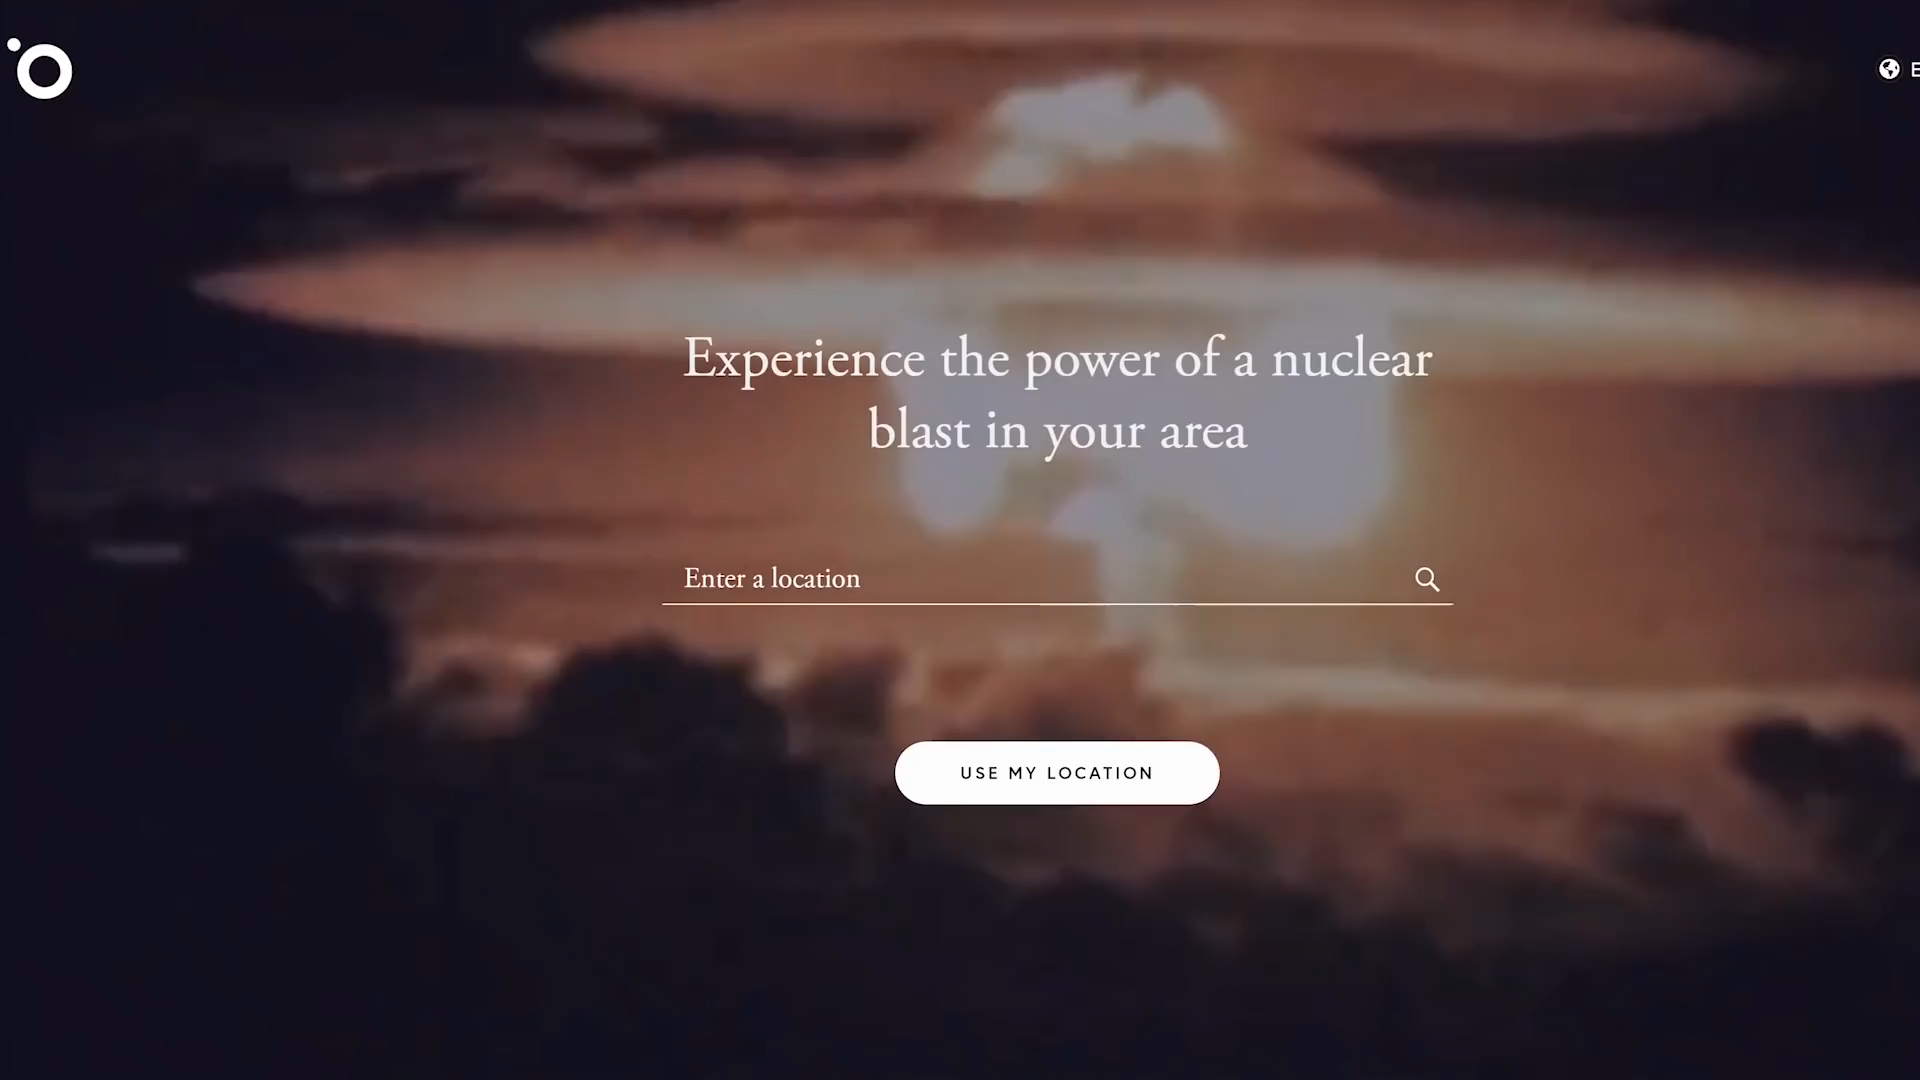 E
Experience the power of a nuclear
blast in your area
Enter a location
USE MY LOCATION